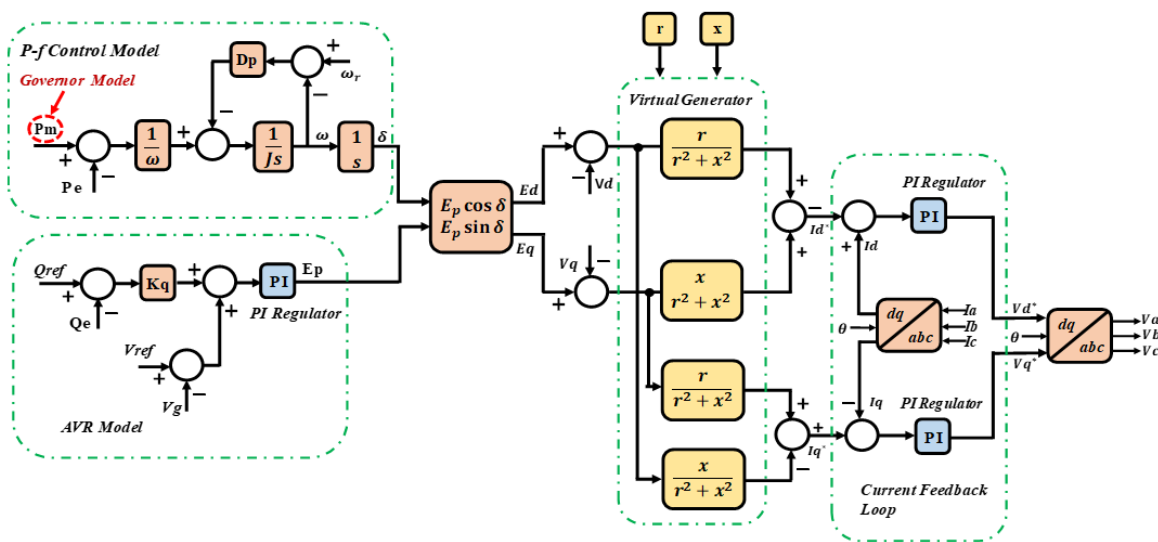 P-f Control Model
Governor Model
Pm
+
−
Pe
1
ω
+
−
Dp
+
ωr
−
1
Js
ω
1
s
δ
Qref
+
−
Qe
Kq
+
+
PI
Ep
PI Regulator
Vref
+
−
Vg
AVR Model
Ep cos δ
Ep sin δ
Ed
Eq
+
−
Vd
Vq
−
+
r
x
Virtual Generator
r
r² + x²
x
r² + x²
r
r² + x²
x
r² + x²
+
+
−
Id*
+
−
+
Iq*
PI Regulator
PI
+
Id
dq
abc
θ
Ia
Ib
Ic
−
Iq
PI Regulator
PI
Current Feedback
Loop
Vd*
θ
Vq*
dq
abc
Va
Vb
Vc